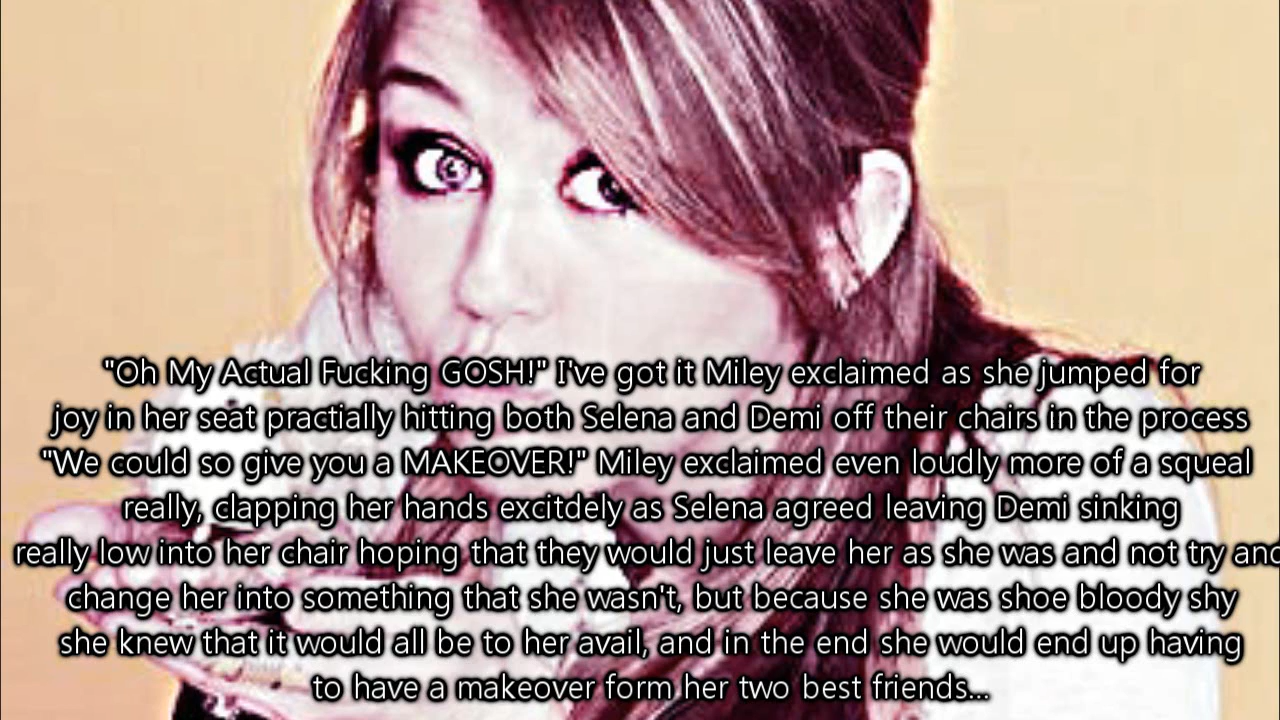 "Oh My Actual Fucking GOSH!" I've got it Miley exclaimed as she jumped for
joy in her seat practially hitting both Selena and Demi off their chairs in the process
"We could so give you a MAKEOVER!" Miley exclaimed even loudly more of a squeal
really, clapping her hands excitdely as Selena agreed leaving Demi sinking
really low into her chair hoping that they would just leave her as she was and not try and
change her into something that she wasn't, but because she was shoe bloody shy
she knew that it would all be to her avail, and in the end she would end up having
to have a makeover form her two best friends...